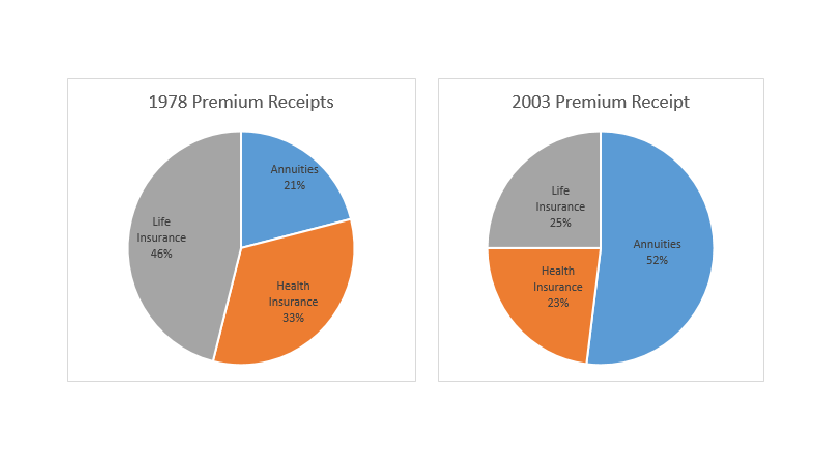 1978 Premium Receipts
Annuities
21%
Life
Insurance
46%
Health
Insurance
33%
2003 Premium Receipt
Life
Insurance
25%
Annuities
52%
Health
Insurance
23%